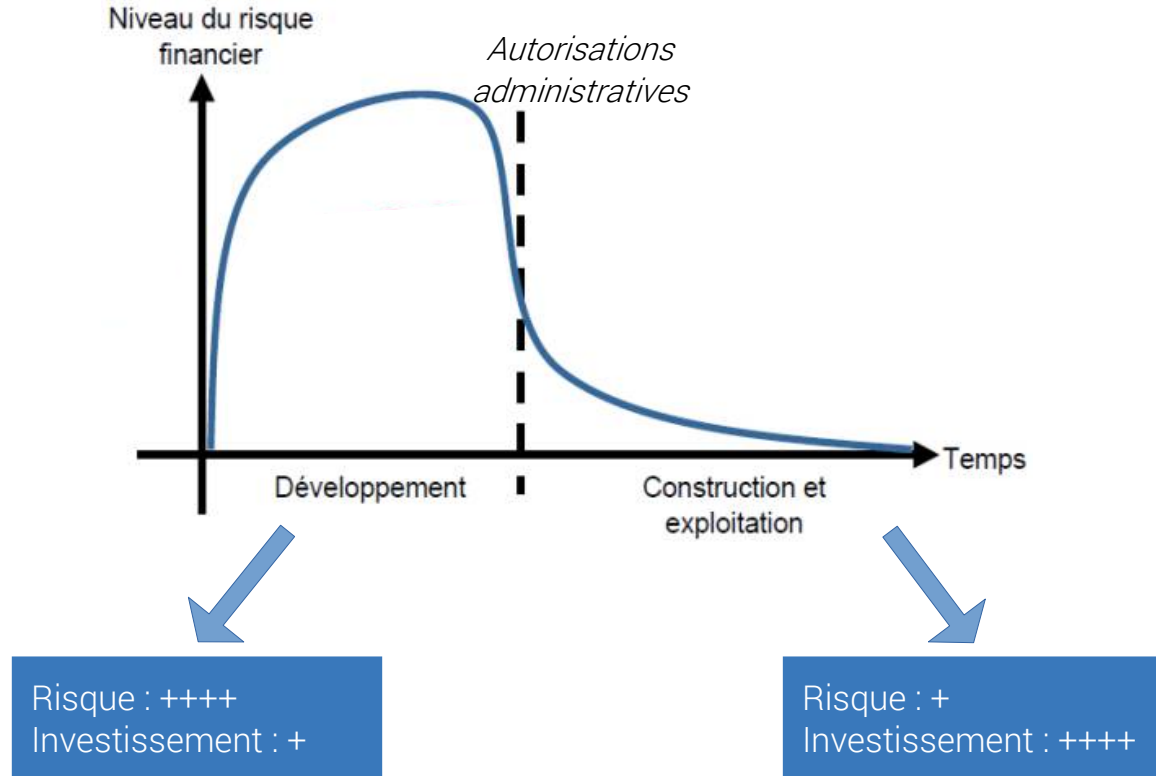 Niveau du risque
financier
Autorisations
administratives
Temps
Développement
Construction et
exploitation
Risque : ++++
Investissement : +
Risque : +
Investissement : ++++